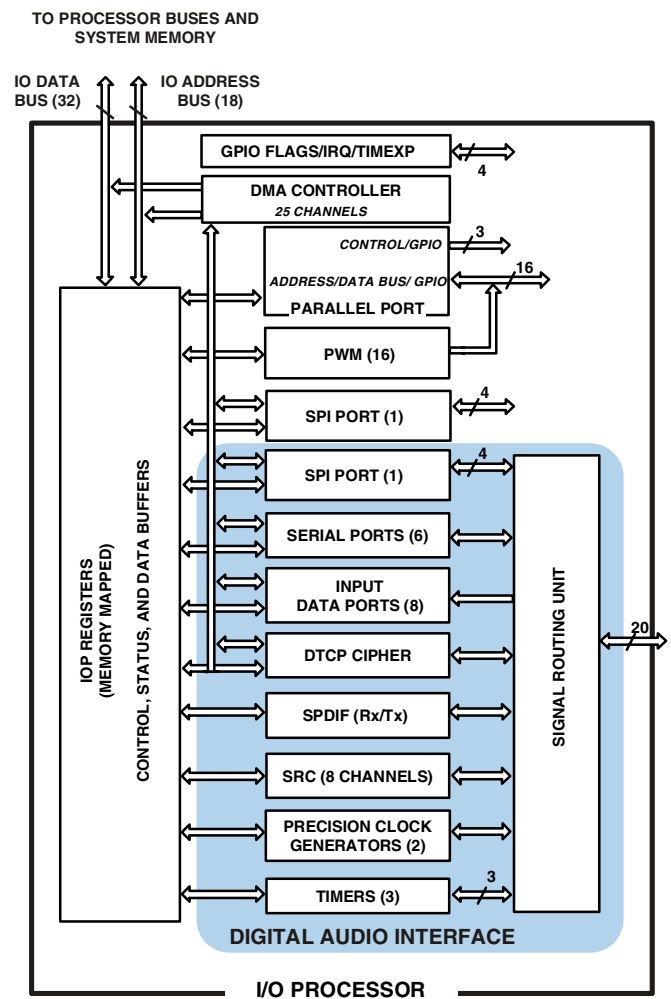 TO PROCESSOR BUSES AND
SYSTEM MEMORY
IO DATA
BUS (32)
IO ADDRESS
BUS (18)
GPIO FLAGS/IRQ/TIMEXP
4
DMA CONTROLLER
25 CHANNELS
CONTROL/GPIO
3
ADDRESS/DATA BUS/ GPIO
16
PARALLEL PORT
PWM (16)
SPI PORT (1)
4
SPI PORT (1)
4
SERIAL PORTS (6)
INPUT
DATA PORTS (8)
DTCP CIPHER
SPDIF (Rx/Tx)
SRC (8 CHANNELS)
PRECISION CLOCK
GENERATORS (2)
TIMERS (3)
3
IOP REGISTERS
(MEMORY MAPPED)
CONTROL, STATUS, AND DATA BUFFERS
SIGNAL ROUTING UNIT
20
DIGITAL AUDIO INTERFACE
I/O PROCESSOR